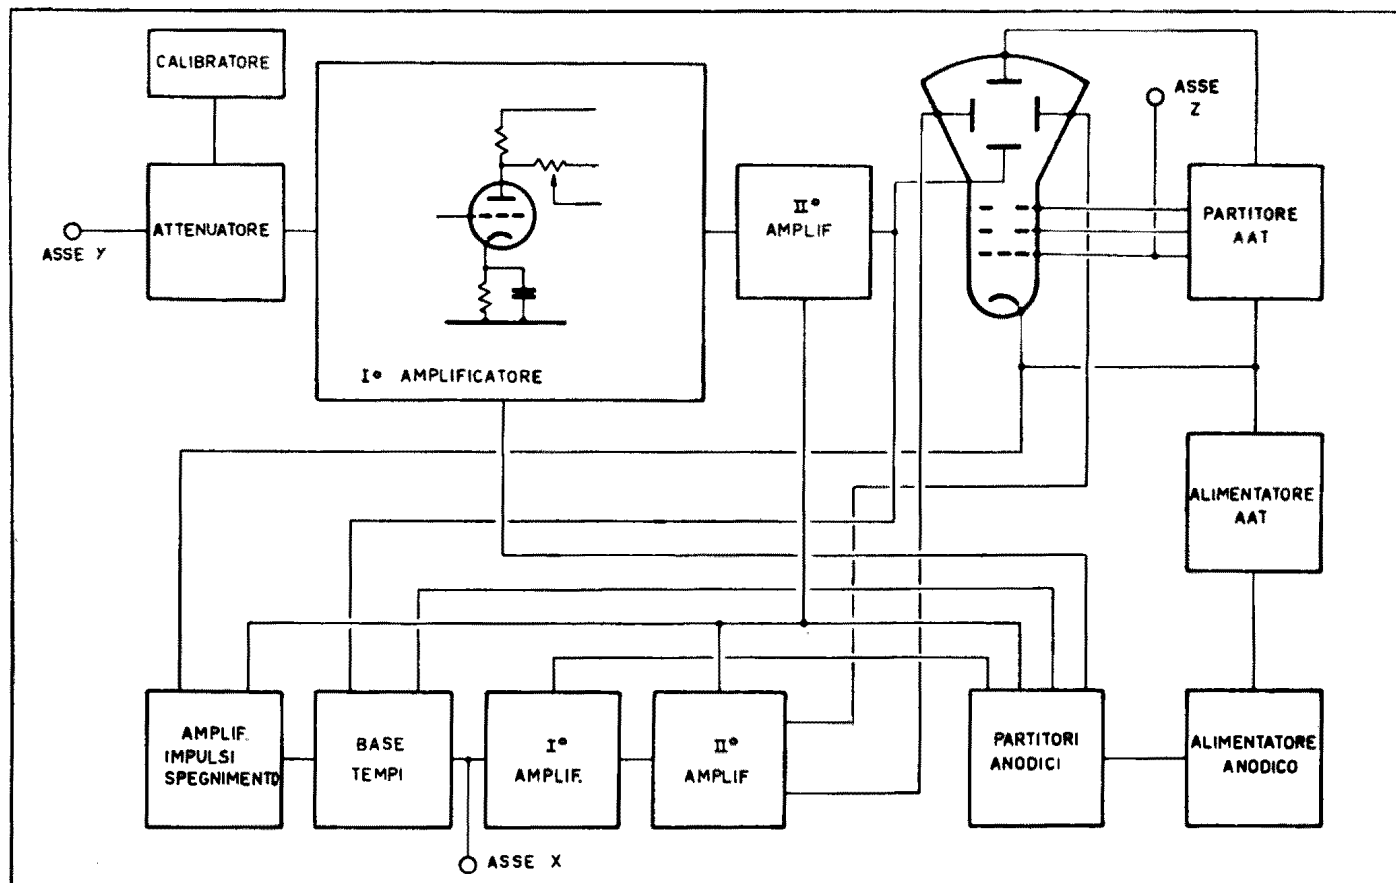 CALIBRATORE
ASSE
Z
ATTENUATORE
ASSE Y
I° AMPLIFICATORE
II°
AMPLIF
PARTITORE
AAT
ALIMENTATORE
AAT
AMPLIF.
IMPULSI
SPEGNIMENTO
BASE
TEMPI
I°
AMPLIF.
II°
AMPLIF
PARTITORI
ANODICI
ALIMENTATORE
ANODICO
ASSE X